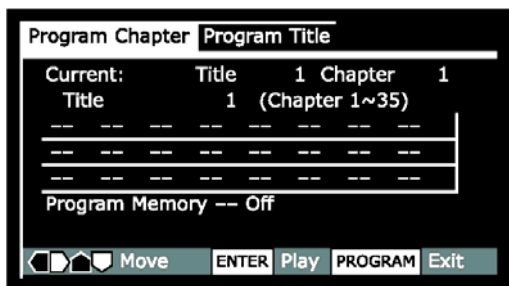 Program Chapter Program Title
Current: Title 1 Chapter 1
Title 1 (Chapter 1~35)
-- -- -- -- -- -- -- --
-- -- -- -- -- -- -- --
-- -- -- -- -- -- -- --
Program Memory -- Off
Move ENTER Play PROGRAM Exit